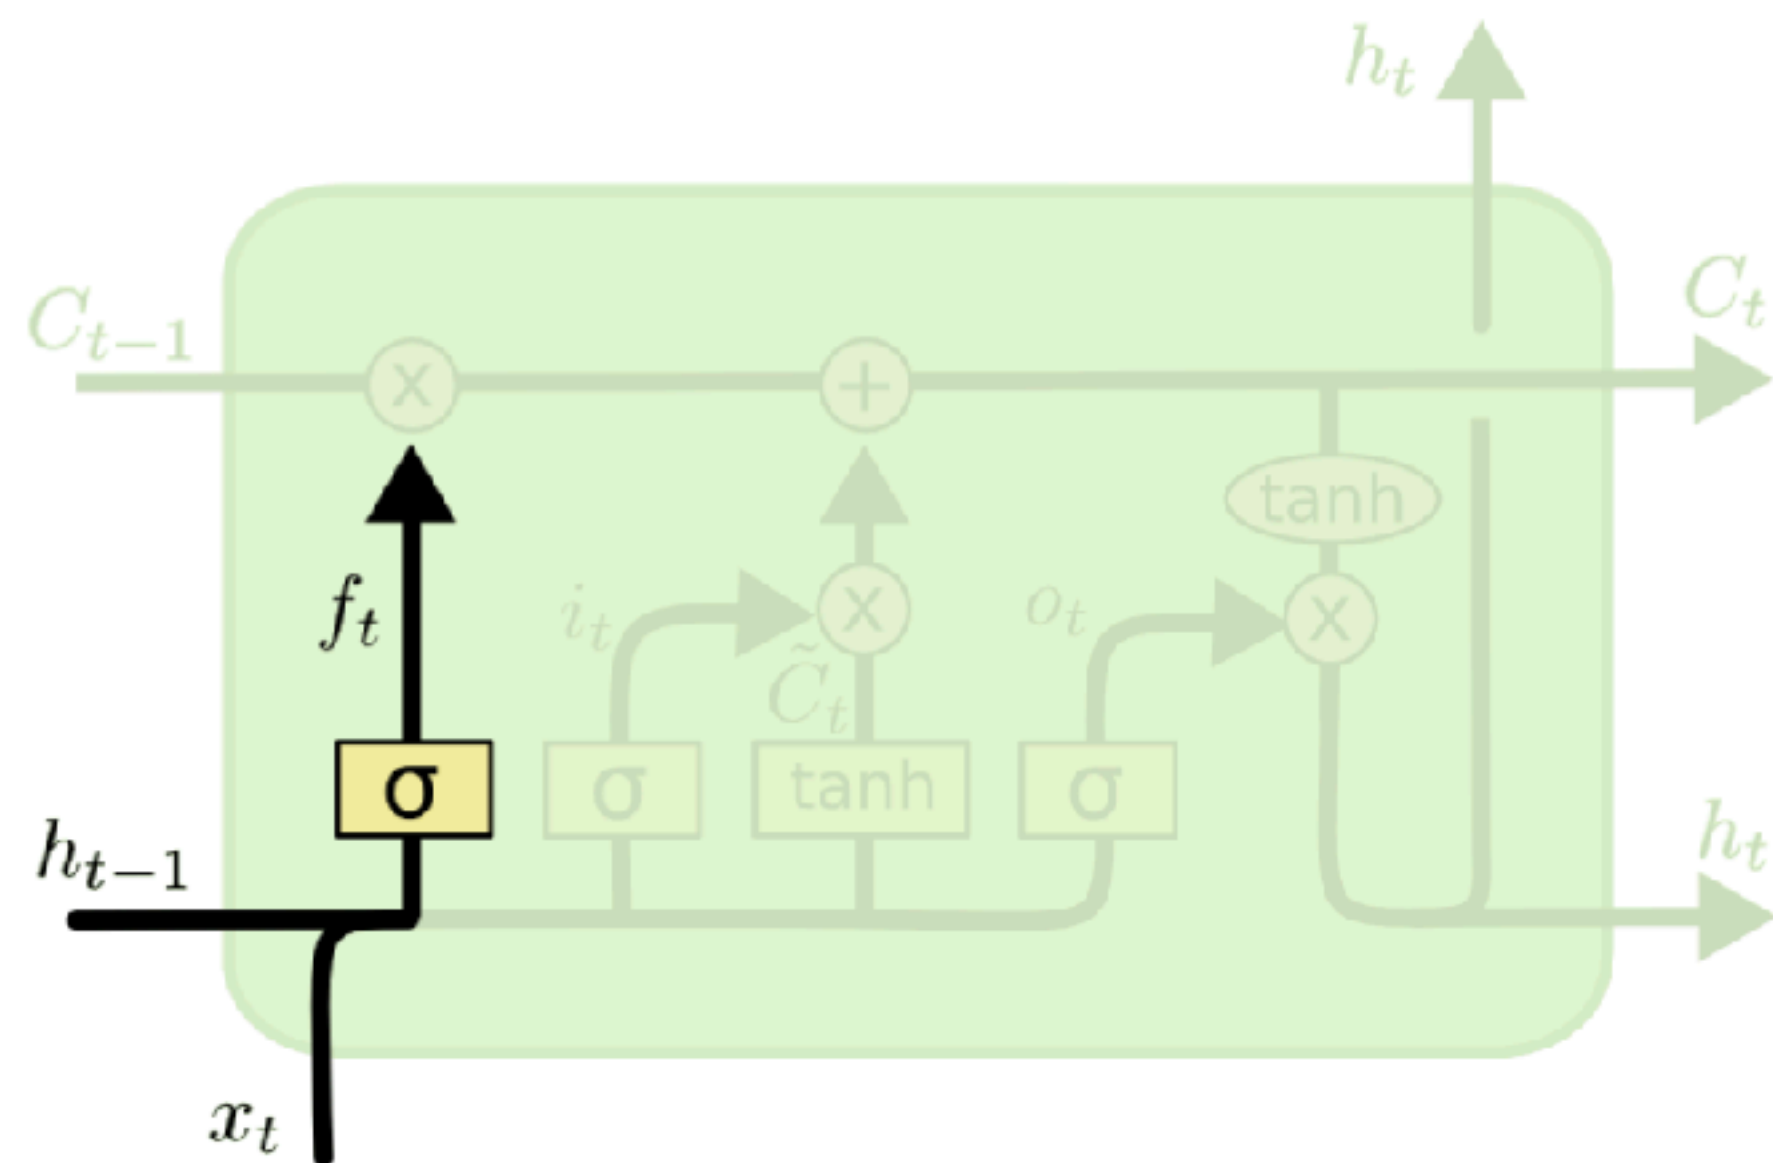 h_t
C_{t-1}
C_t
x
+
tanh
f_t
i_t
x
o_t
x
C̃_t
σ
σ
tanh
σ
h_{t-1}
h_t
x_t